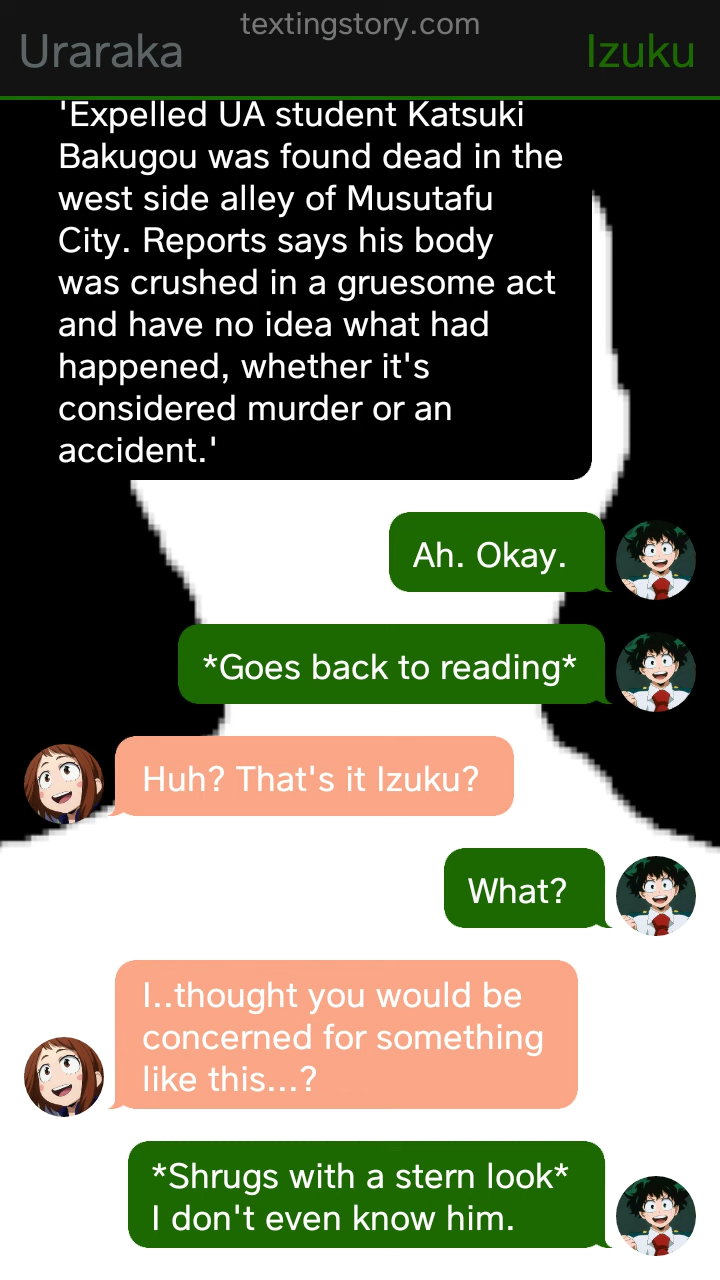 textingstory.com
Uraraka
Izuku
'Expelled UA student Katsuki
Bakugou was found dead in the
west side alley of Musutafu
City. Reports says his body
was crushed in a gruesome act
and have no idea what had
happened, whether it's
considered murder or an
accident.'
Ah. Okay.
*Goes back to reading*
Huh? That's it Izuku?
What?
I..thought you would be
concerned for something
like this...?
*Shrugs with a stern look*
I don't even know him.